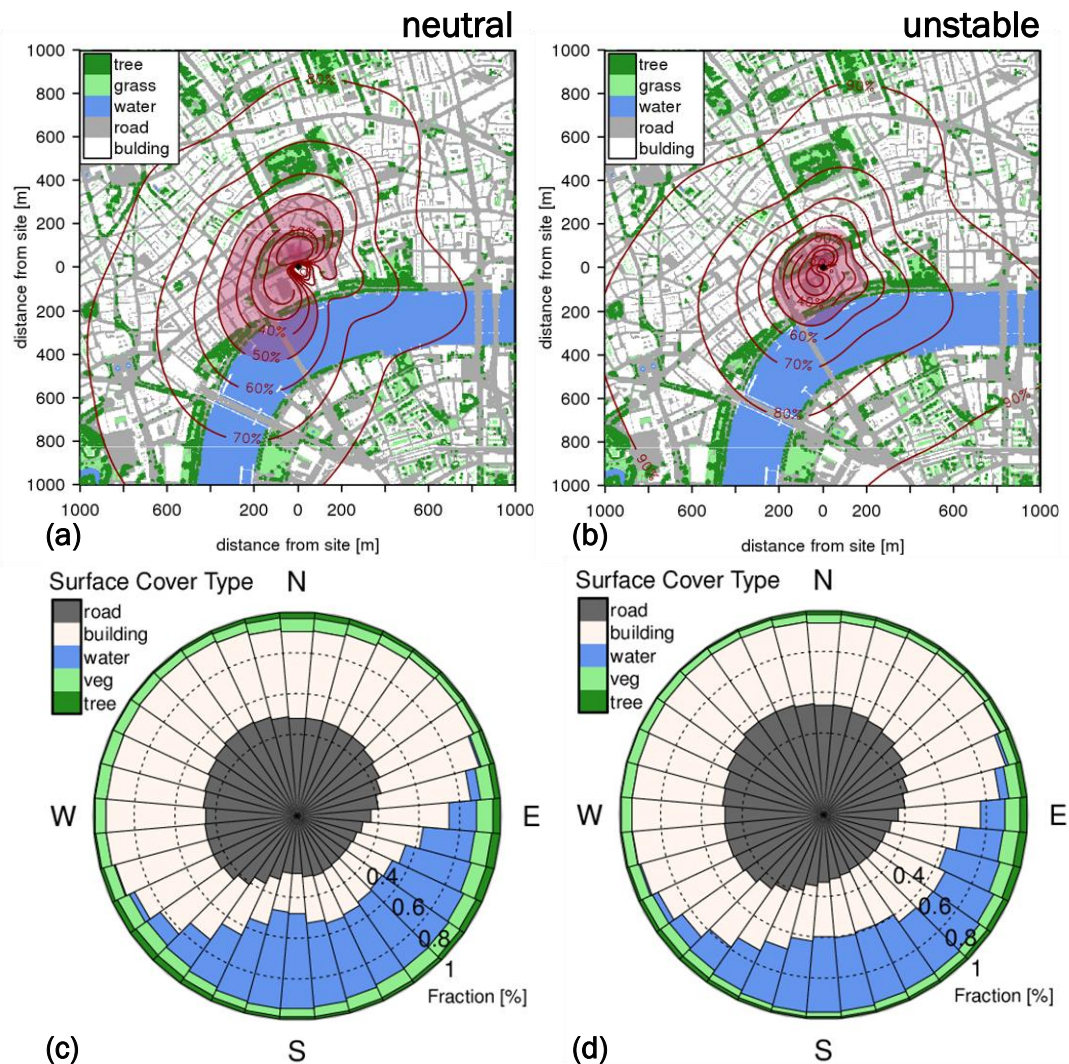 neutral
unstable
tree
grass
water
road
bulding
1000
800
600
400
200
0
200
400
600
800
1000
distance from site [m]
80%
40%
50%
60%
70%
1000
600
200
0
200
600
1000
distance from site [m]
(a)
tree
grass
water
road
bulding
1000
800
600
400
200
0
200
400
600
800
1000
distance from site [m]
90%
40%
60%
70%
80%
90%
90%
1000
600
200
0
200
600
1000
distance from site [m]
(b)
Surface Cover Type
road
building
water
veg
tree
N
W
E
S
0.4
0.6
0.8
1
Fraction [%]
(c)
Surface Cover Type
road
building
water
veg
tree
N
W
E
S
0.4
0.6
0.8
1
Fraction [%]
(d)